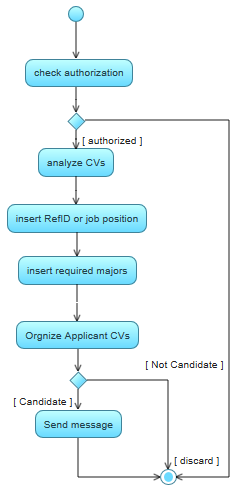 check authorization
[ authorized ]
analyze CVs
insert RefID or job position
insert required majors
Orgnize Applicant CVs
[ Not Candidate ]
[ Candidate ]
Send message
[ discard ]